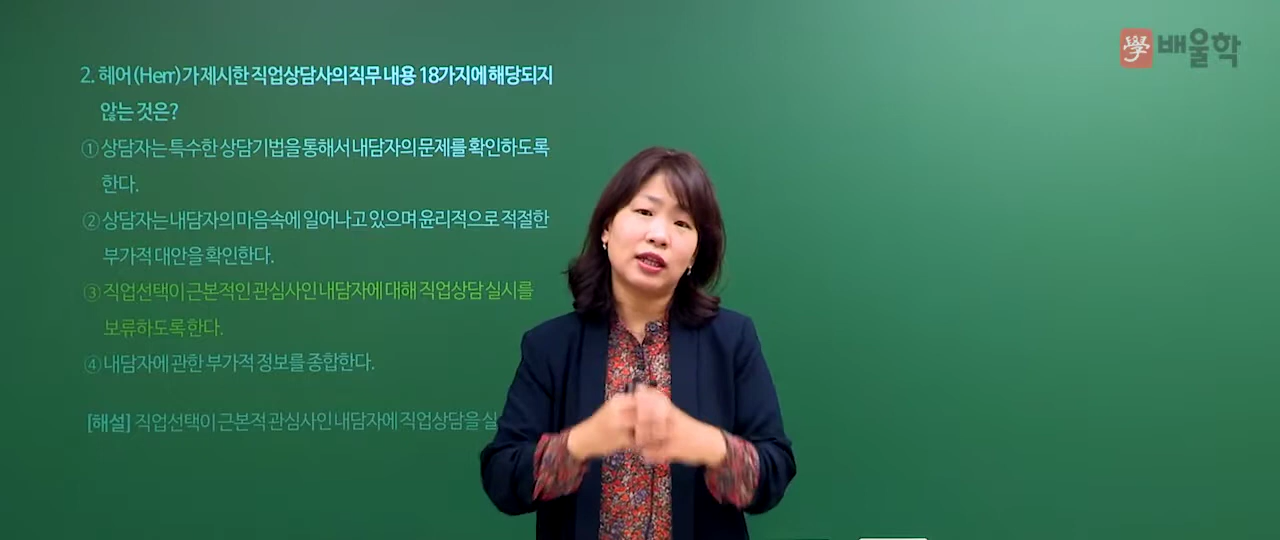 學 배울학
2. 헤어(Herr)가 제시한 직업상담사의 직무 내용 18가지에 해당되지
않는 것은?
① 상담자는 특수한 상담기법을 통해서 내담자의 문제를 확인하도록
한다.
② 상담자는 내담자의 마음속에 일어나고 있으며 윤리적으로 적절한
부가적 대안을 확인한다.
③ 직업선택이 근본적인 관심사인 내담자에 대해 직업상담 실시를
보류하도록 한다.
④ 내담자에 관한 부가적 정보를 종합한다.
[해설] 직업선택이 근본적 관심사인 내담자에 직업상담을 실